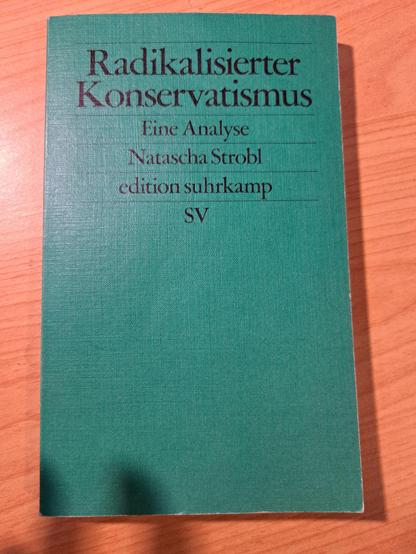 Radikalisierter
Konservatismus
Eine Analyse
Natascha Strobl
edition suhrkamp
SV